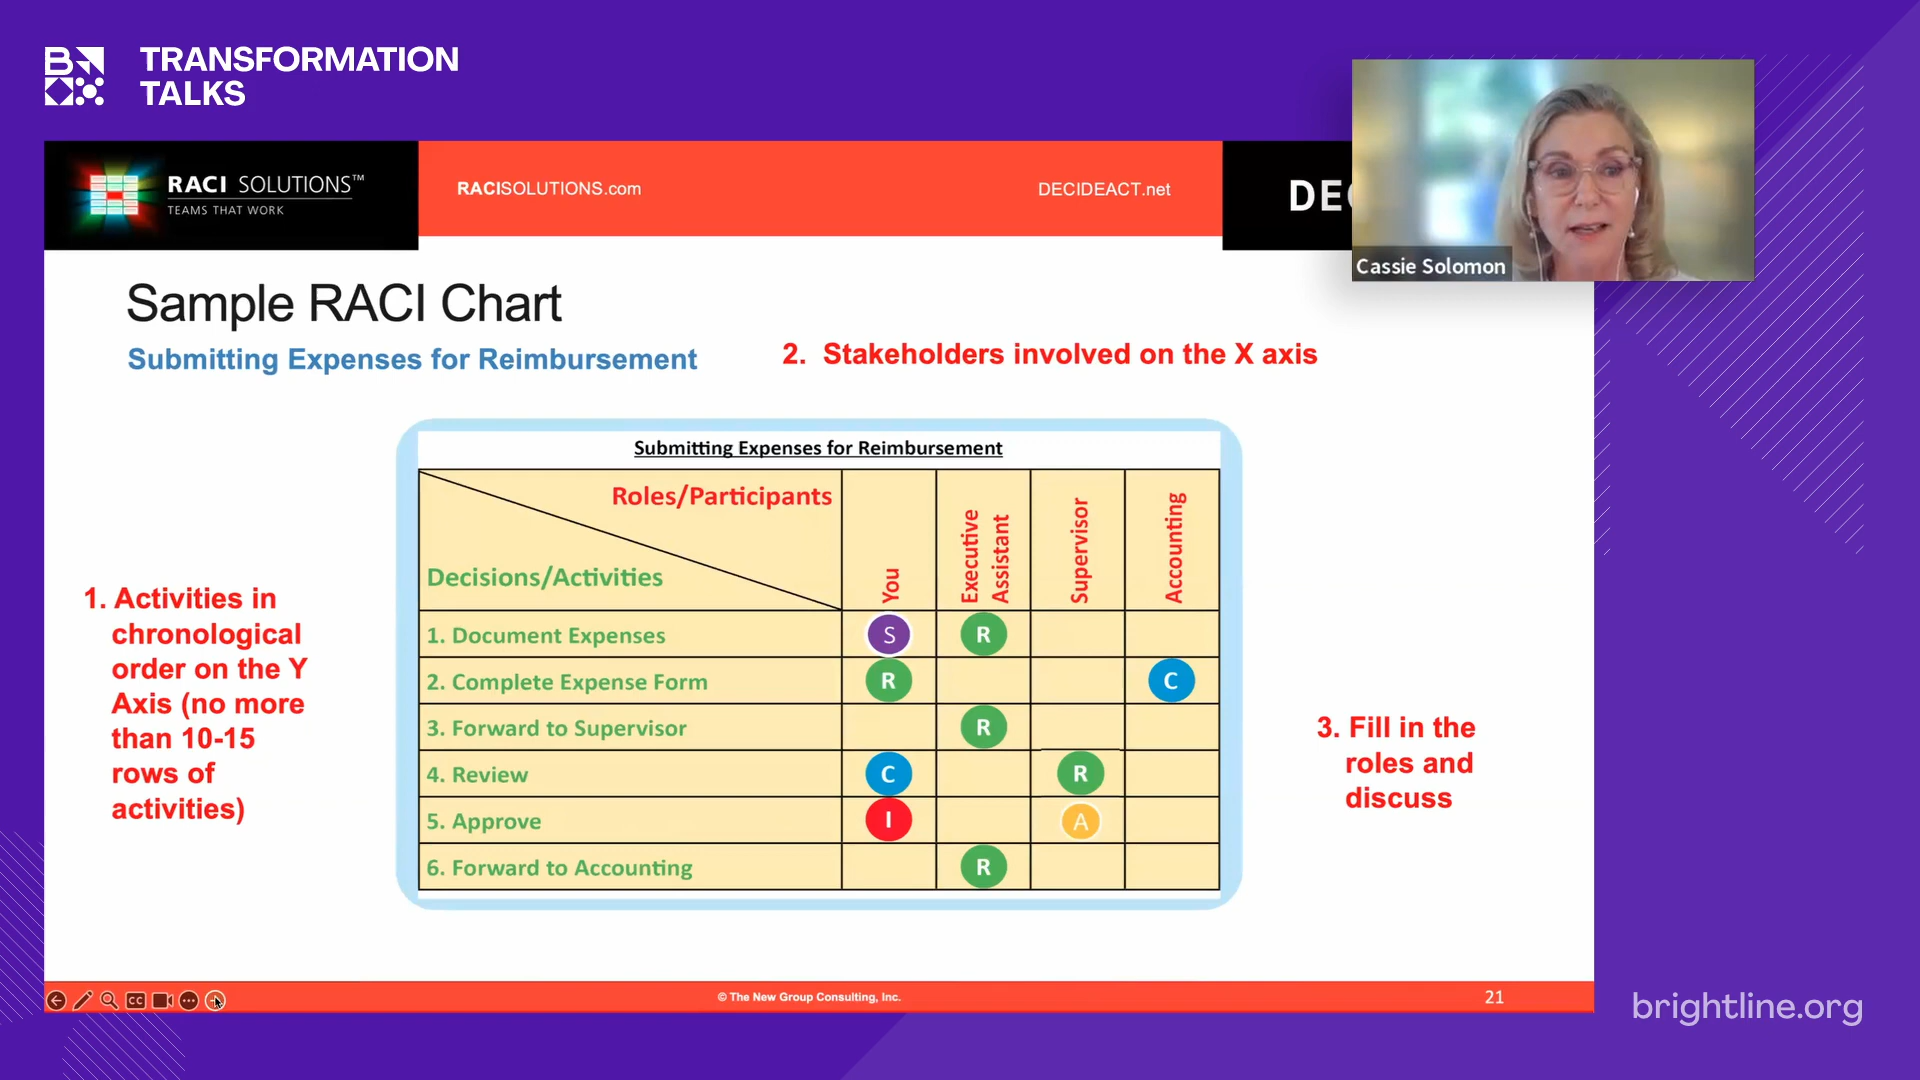 TRANSFORMATION
TALKS
RACI SOLUTIONS™
TEAMS THAT WORK
RACISOLUTIONS.com
DECIDEACT.net
Cassie Solomon
Sample RACI Chart
Submitting Expenses for Reimbursement
2. Stakeholders involved on the X axis
Submitting Expenses for Reimbursement
Roles/Participants
Decisions/Activities
You
Executive
Assistant
Supervisor
Accounting
1. Document Expenses S R
2. Complete Expense Form R C
3. Forward to Supervisor R
4. Review C R
5. Approve I A
6. Forward to Accounting R
1. Activities in
chronological
order on the Y
Axis (no more
than 10-15
rows of
activities)
3. Fill in the
roles and
discuss
CC
© The New Group Consulting, Inc.
21
brightline.org